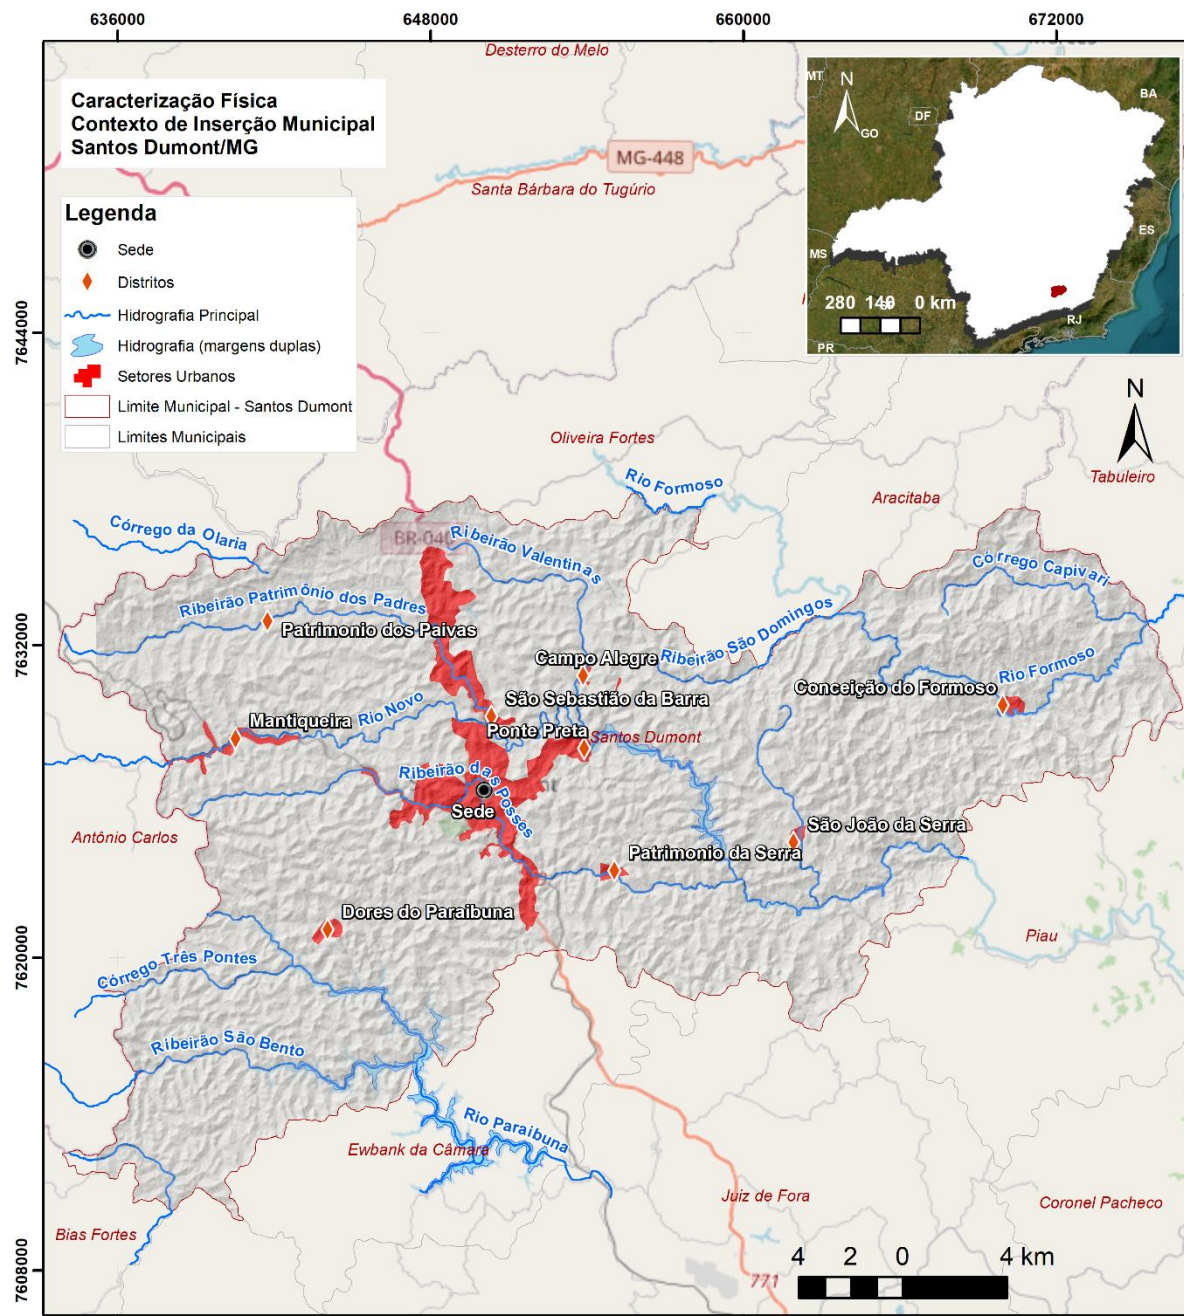 636000
648000
660000
672000
Desterro do Melo
Caracterização Física
Contexto de Inserção Municipal
Santos Dumont/MG
MG-448
Santa Bárbara do Tugúrio
Legenda
Sede
Distritos
Hidrografia Principal
Hidrografia (margens duplas)
Setores Urbanos
Limite Municipal - Santos Dumont
Limites Municipais
MT
N
BA
DF
GO
ES
MS
280 140 0 km
RJ
PR
7644000
N
Oliveira Fortes
Rio Formoso
Tabuleiro
Aracitaba
Córrego da Olaria
BR-040
Ribeirão Valentinas
Córrego Capivari
Ribeirão Patrimônio dos Padres
Patrimonio dos Paivas
Ribeirão São Domingos
7632000
Campo Alegre
Rio Formoso
Conceição do Formoso
São Sebastião da Barra
Rio Novo
Mantiqueira
Ponte Preta
Santos Dumont
Ribeirão das Posses
Sede
Antônio Carlos
São João da Serra
Patrimonio da Serra
Dores do Paraibuna
Piau
7620000
Córrego Três Pontes
Ribeirão São Bento
Rio Paraibuna
Ewbank da Câmara
Juiz de Fora
Coronel Pacheco
Bias Fortes
4 2 0 4 km
771
7608000